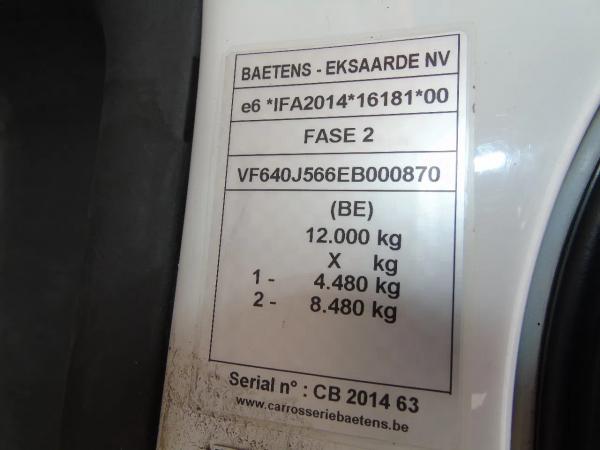 BAETENS - EKSAARDE NV
e6 *IFA2014*16181*00
FASE 2
VF640J566EB000870
(BE)
12.000 kg
X kg
1 - 4.480 kg
2 - 8.480 kg
Serial n° : CB 2014 63
www.carrosseriebaetens.be